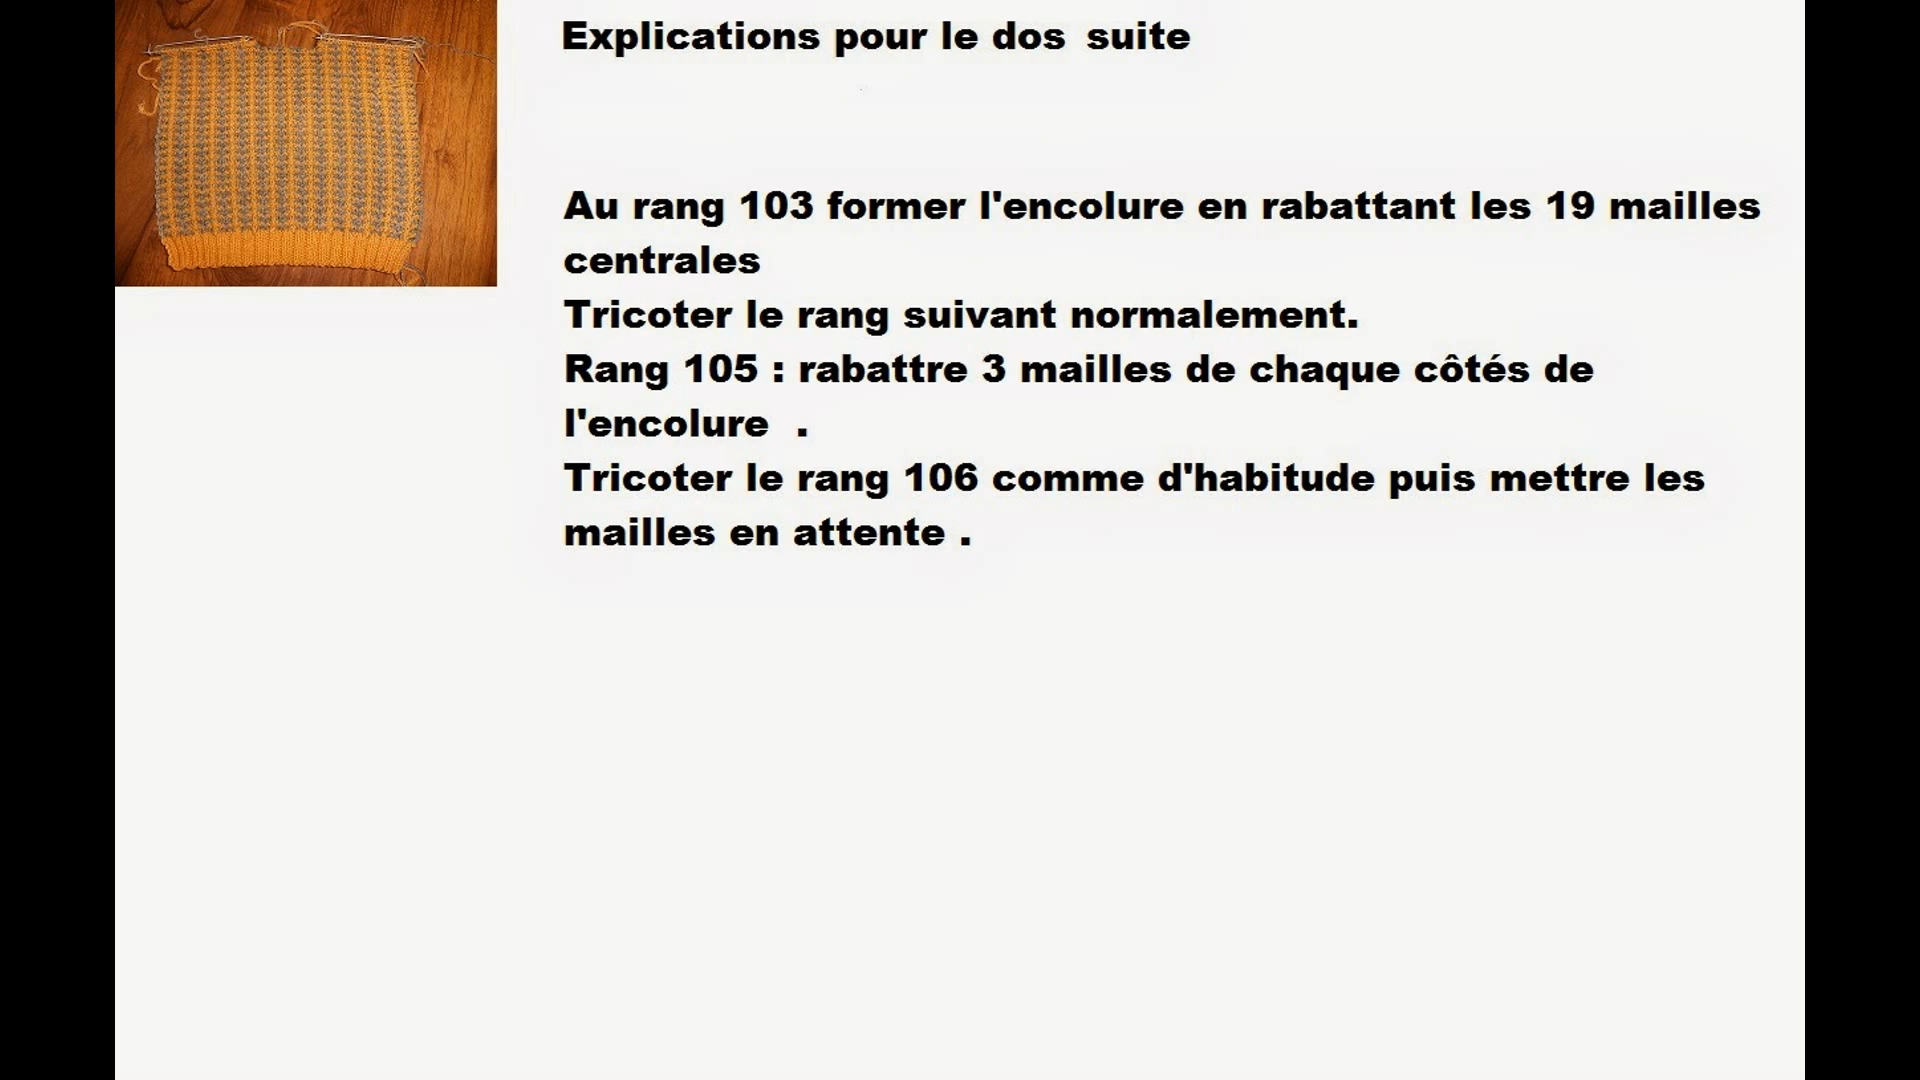 Explications pour le dos suite
Au rang 103 former l'encolure en rabattant les 19 mailles
centrales
Tricoter le rang suivant normalement.
Rang 105 : rabattre 3 mailles de chaque côtés de
l'encolure .
Tricoter le rang 106 comme d'habitude puis mettre les
mailles en attente .